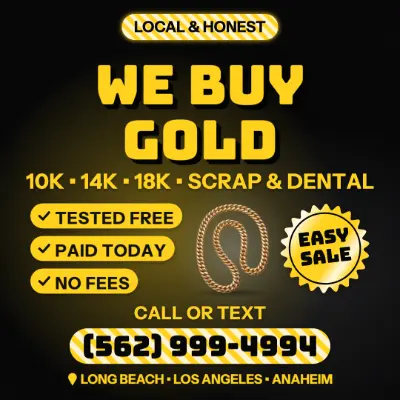 LOCAL & HONEST
WE BUY
GOLD
10K ▪ 14K ▪ 18K ▪ SCRAP & DENTAL
✓ TESTED FREE
✓ PAID TODAY
✓ NO FEES
EASY
SALE
CALL OR TEXT
(562) 999-4994
LONG BEACH ▪ LOS ANGELES ▪ ANAHEIM